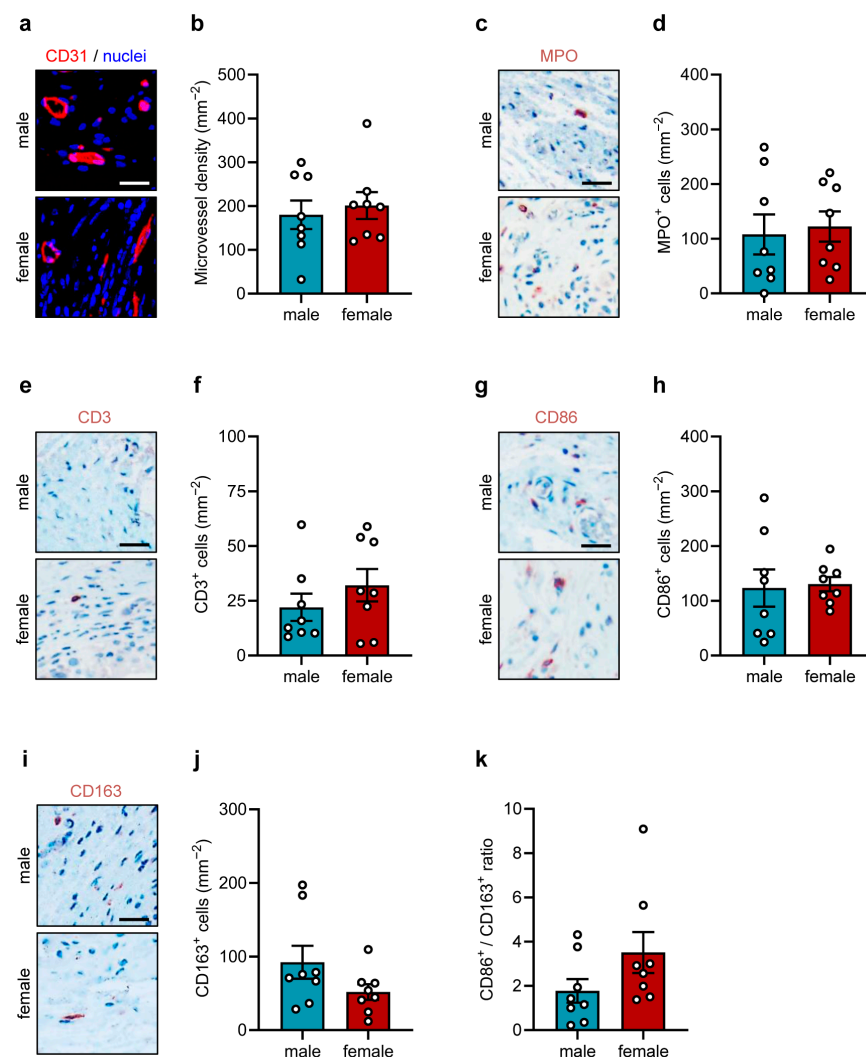 a
CD31 / nuclei
male
female
b
Microvessel density (mm⁻²)
500
400
300
200
100
0
male female
c
MPO
male
female
d
MPO⁺ cells (mm⁻²)
400
300
200
100
0
male female
e
CD3
male
female
f
CD3⁺ cells (mm⁻²)
100
75
50
25
0
male female
g
CD86
male
female
h
CD86⁺ cells (mm⁻²)
400
300
200
100
0
male female
i
CD163
male
female
j
CD163⁺ cells (mm⁻²)
300
200
100
0
male female
k
CD86⁺ / CD163⁺ ratio
10
8
6
4
2
0
male female